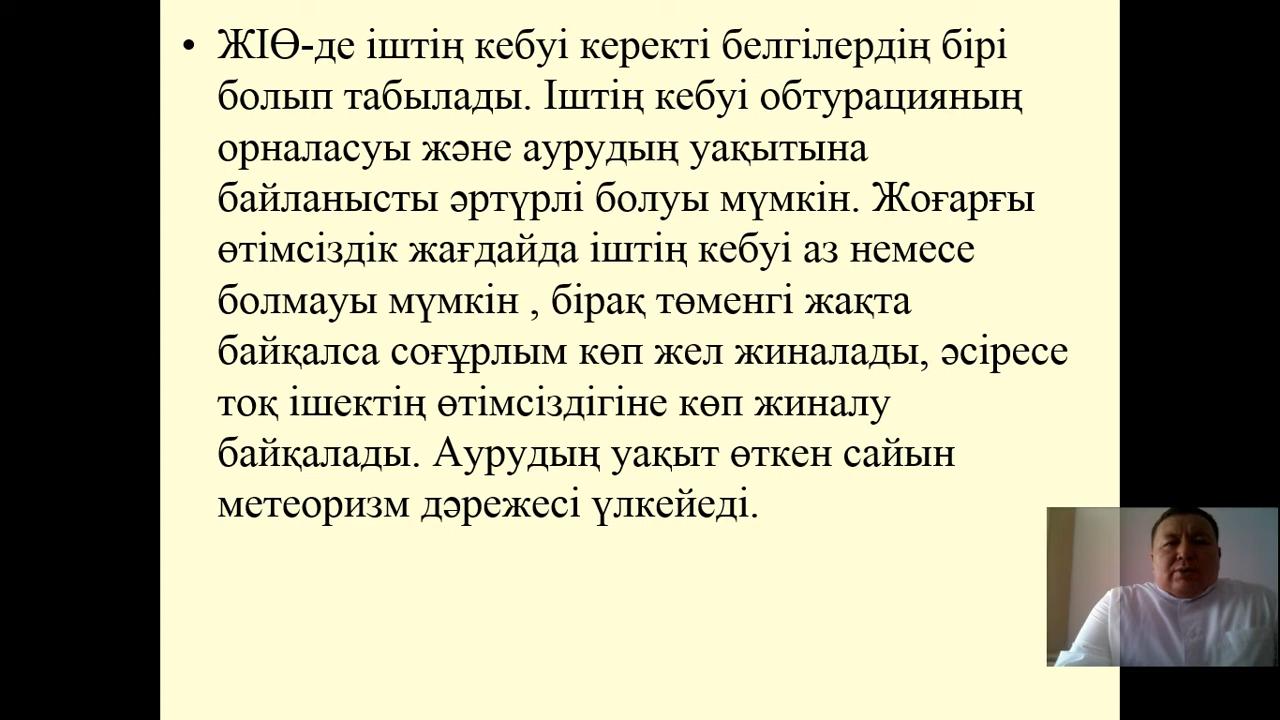 • ЖІӨ-де іштің кебуі керекті белгілердің бірі
болып табылады. Іштің кебуі обтурацияның
орналасуы және аурудың уақытына
байланысты әртүрлі болуы мүмкін. Жоғарғы
өтімсіздік жағдайда іштің кебуі аз немесе
болмауы мүмкін , бірақ төменгі жақта
байқалса соғұрлым көп жел жиналады, әсіресе
тоқ ішектің өтімсіздігіне көп жиналу
байқалады. Аурудың уақыт өткен сайын
метеоризм дәрежесі үлкейеді.